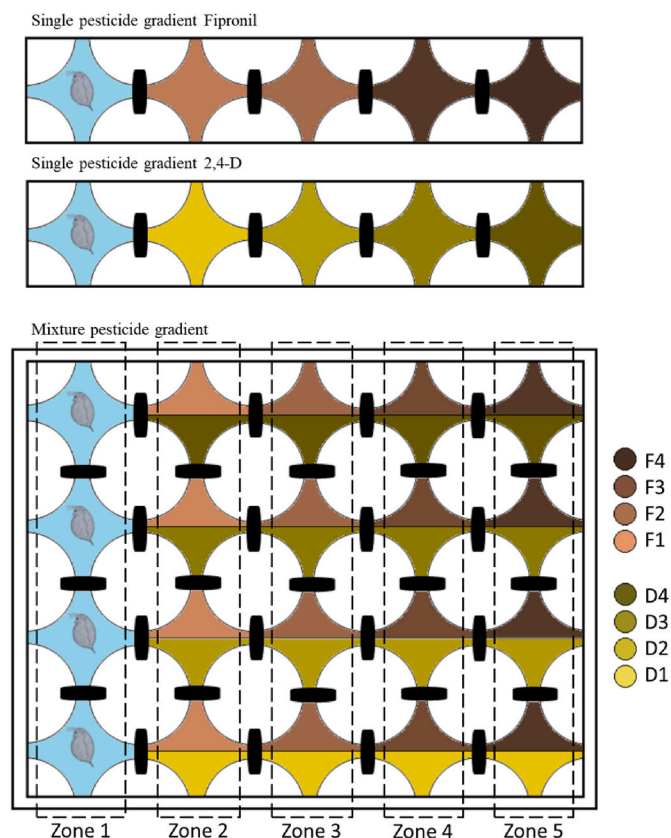 Single pesticide gradient Fipronil
Single pesticide gradient 2,4-D
Mixture pesticide gradient
F4
F3
F2
F1
D4
D3
D2
D1
Zone 1 Zone 2 Zone 3 Zone 4 Zone 5